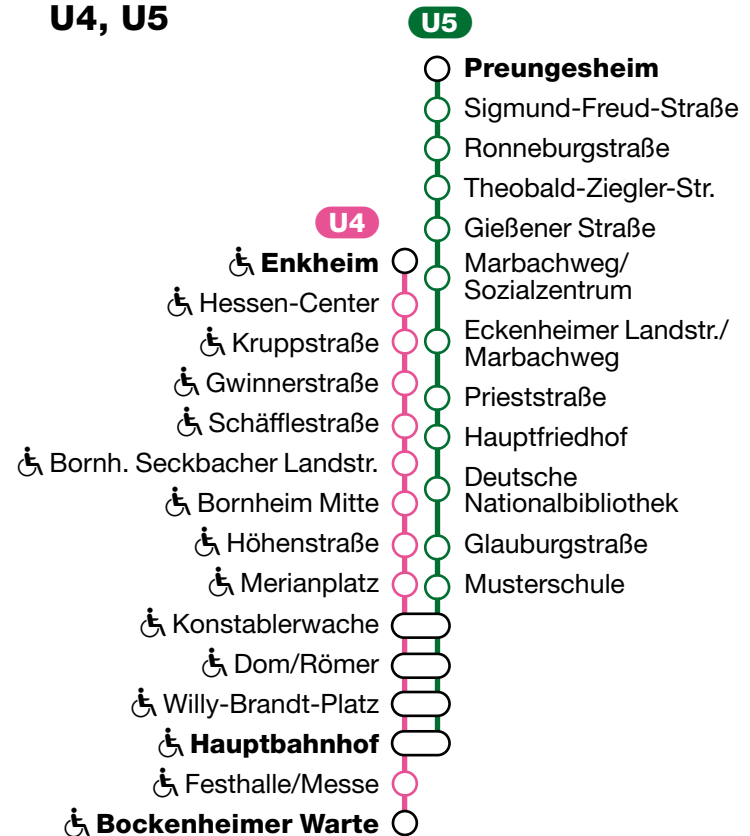 U4, U5
U5
Preungesheim
Sigmund-Freud-Straße
Ronneburgstraße
Theobald-Ziegler-Str.
Gießener Straße
Marbachweg/
Sozialzentrum
Eckenheimer Landstr./
Marbachweg
Prieststraße
Hauptfriedhof
Deutsche
Nationalbibliothek
Glauburgstraße
Musterschule
U4
Enkheim
Hessen-Center
Kruppstraße
Gwinnerstraße
Schäfflestraße
Bornh. Seckbacher Landstr.
Bornheim Mitte
Höhenstraße
Merianplatz
Konstablerwache
Dom/Römer
Willy-Brandt-Platz
Hauptbahnhof
Festhalle/Messe
Bockenheimer Warte